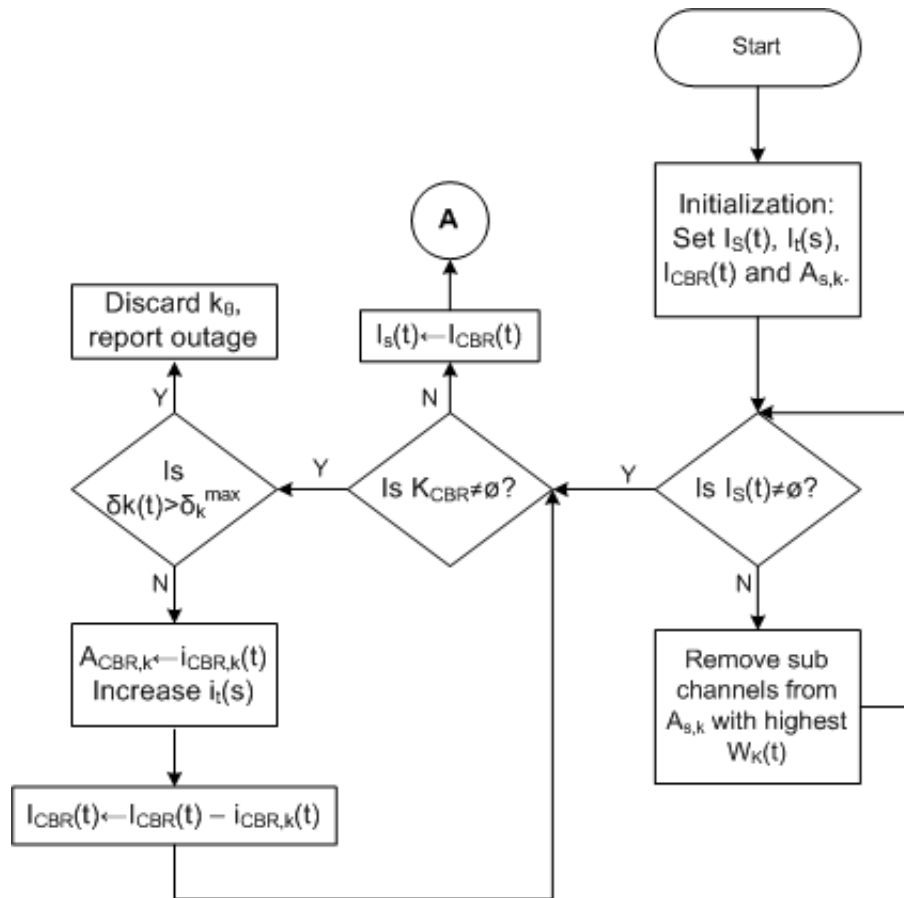 Start
Initialization:
Set I_S(t), I_t(s),
I_CBR(t) and A_s,k.
Is I_S(t)≠ø?
Y
N
Remove sub
channels from
A_s,k with highest
W_K(t)
Is K_CBR≠ø?
N
I_s(t)←I_CBR(t)
A
Y
Is
δk(t)>δ_k^max
Y
Discard k_θ,
report outage
N
A_CBR,k←i_CBR,k(t)
Increase i_t(s)
I_CBR(t)←I_CBR(t) – i_CBR,k(t)